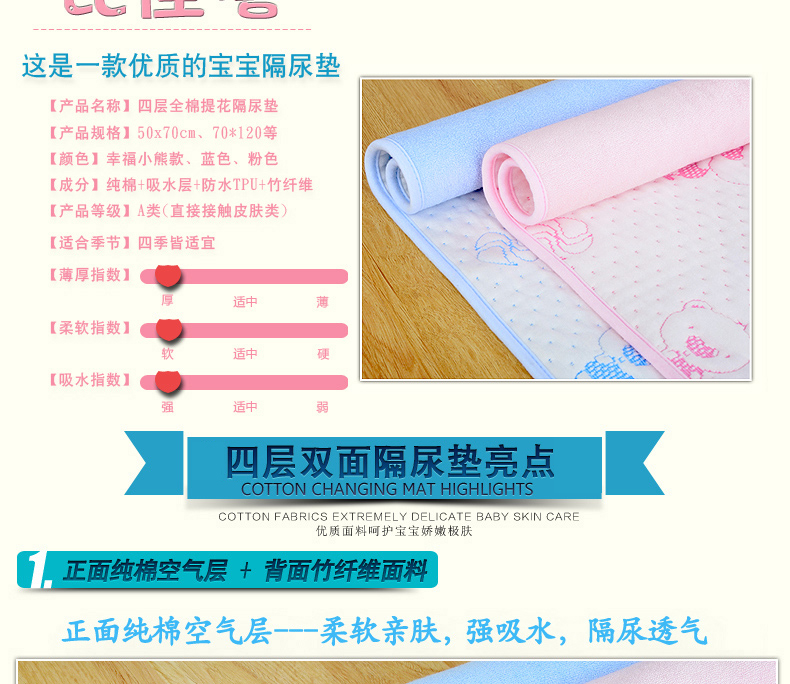 这是一款优质的宝宝隔尿垫
【产品名称】四层全棉提花隔尿垫
【产品规格】50x70cm、70*120等
【颜色】幸福小熊款、蓝色、粉色
【成分】纯棉+吸水层+防水TPU+竹纤维
【产品等级】A类(直接接触皮肤类)
【适合季节】四季皆适宜
【薄厚指数】
厚 适中 薄
【柔软指数】
软 适中 硬
【吸水指数】
强 适中 弱
四层双面隔尿垫亮点
COTTON CHANGING MAT HIGHLIGHTS
COTTON FABRICS EXTREMELY DELICATE BABY SKIN CARE
优质面料呵护宝宝娇嫩极肤
1. 正面纯棉空气层 + 背面竹纤维面料
正面纯棉空气层---柔软亲肤,强吸水，隔尿透气